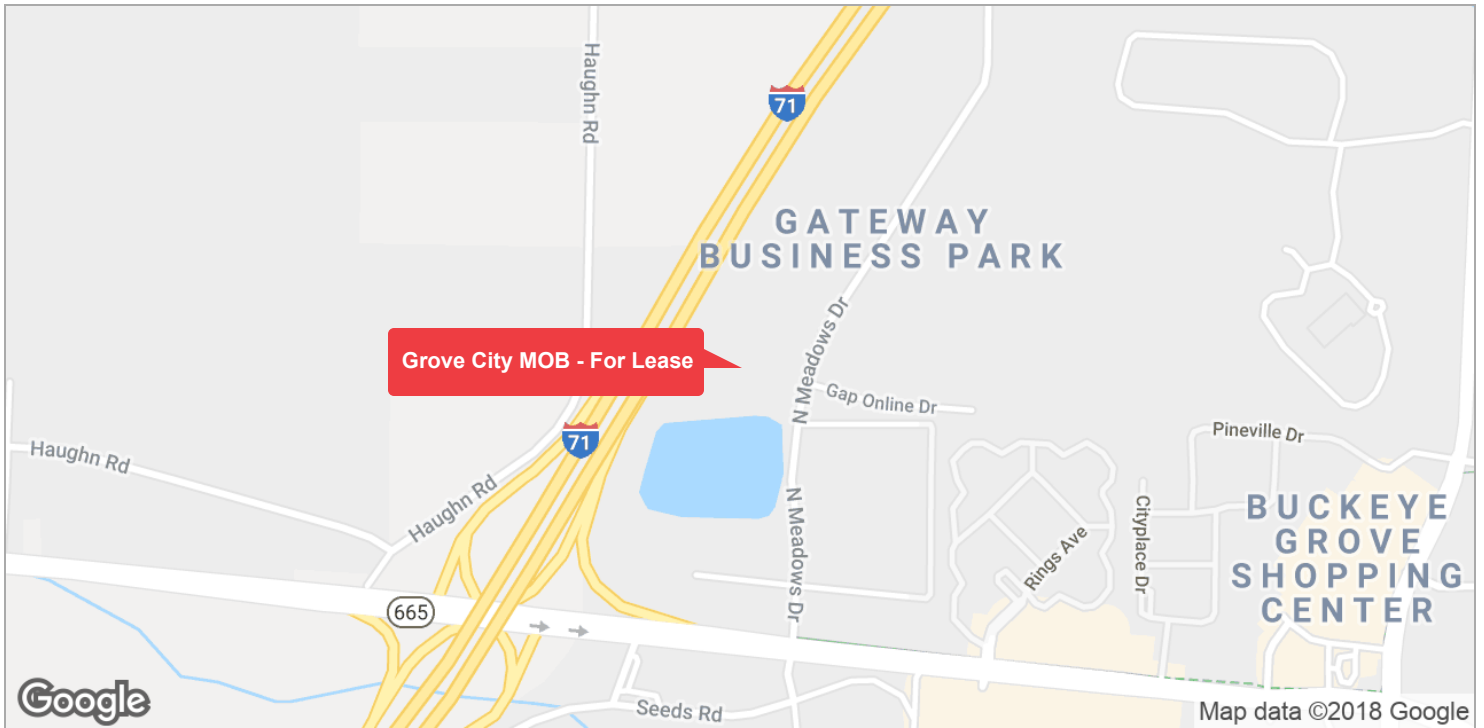 Haughn Rd
71
GATEWAY
BUSINESS PARK
Grove City MOB - For Lease
N Meadows Dr
Gap Online Dr
71
Haughn Rd
Haughn Rd
Pineville Dr
N Meadows Dr
Cityplace Dr
Rings Ave
BUCKEYE
GROVE
SHOPPING
CENTER
665
Seeds Rd
Google
Map data ©2018 Google